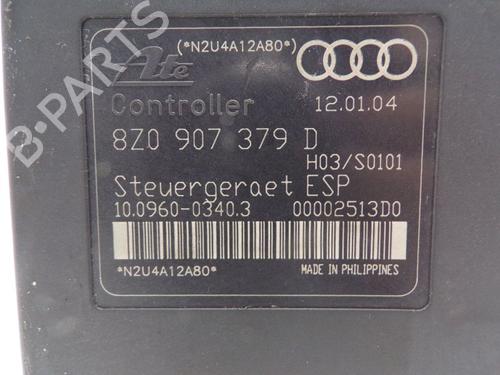 (*N2U4A12A80*)
Ate
Controller 12.01.04
8Z0 907 379 D
H03/S0101
Steuergeraet ESP
10.0960-0340.3 00002513D0
*N2U4A12A80*
MADE IN PHILIPPINES
B-PARTS